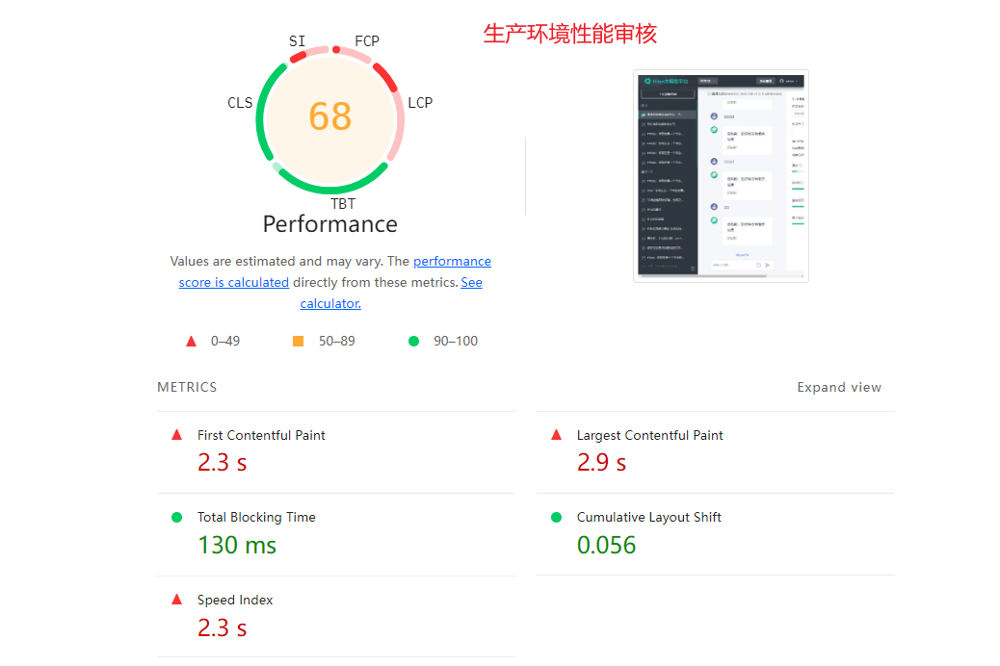 生产环境性能审核
SI
FCP
CLS
LCP
68
TBT
Performance
Values are estimated and may vary. The performance
score is calculated directly from these metrics. See
calculator.
0–49
50–89
90–100
METRICS
Expand view
First Contentful Paint
2.3 s
Largest Contentful Paint
2.9 s
Total Blocking Time
130 ms
Cumulative Layout Shift
0.056
Speed Index
2.3 s